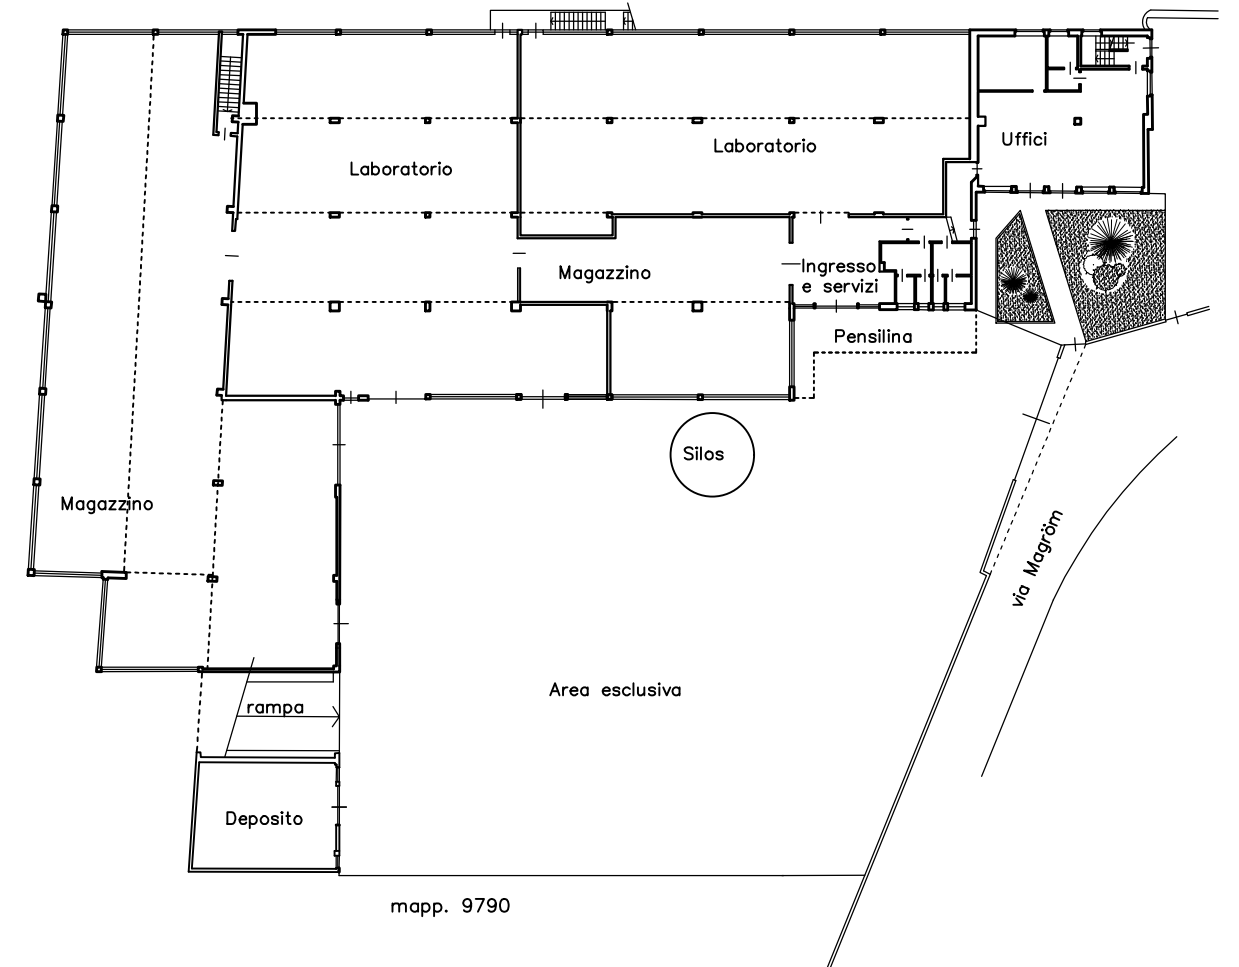 Laboratorio
Laboratorio
Uffici
Magazzino
Ingresso
e servizi
Pensilina
Silos
Magazzino
via Magröm
Area esclusiva
rampa
Deposito
mapp. 9790